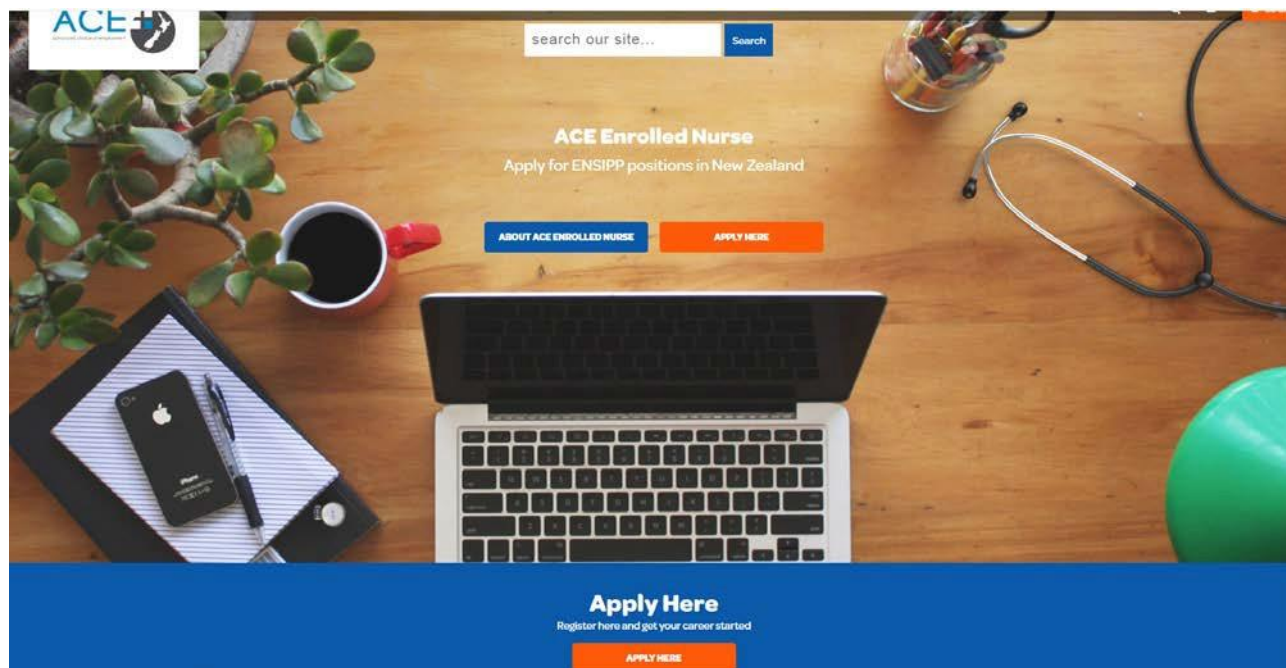 ACE
search our site...
Search
ACE Enrolled Nurse
Apply for ENSIPP positions in New Zealand
ABOUT ACE ENROLLED NURSE
APPLY HERE
iPhone
Apply Here
Register here and get your career started
APPLY HERE